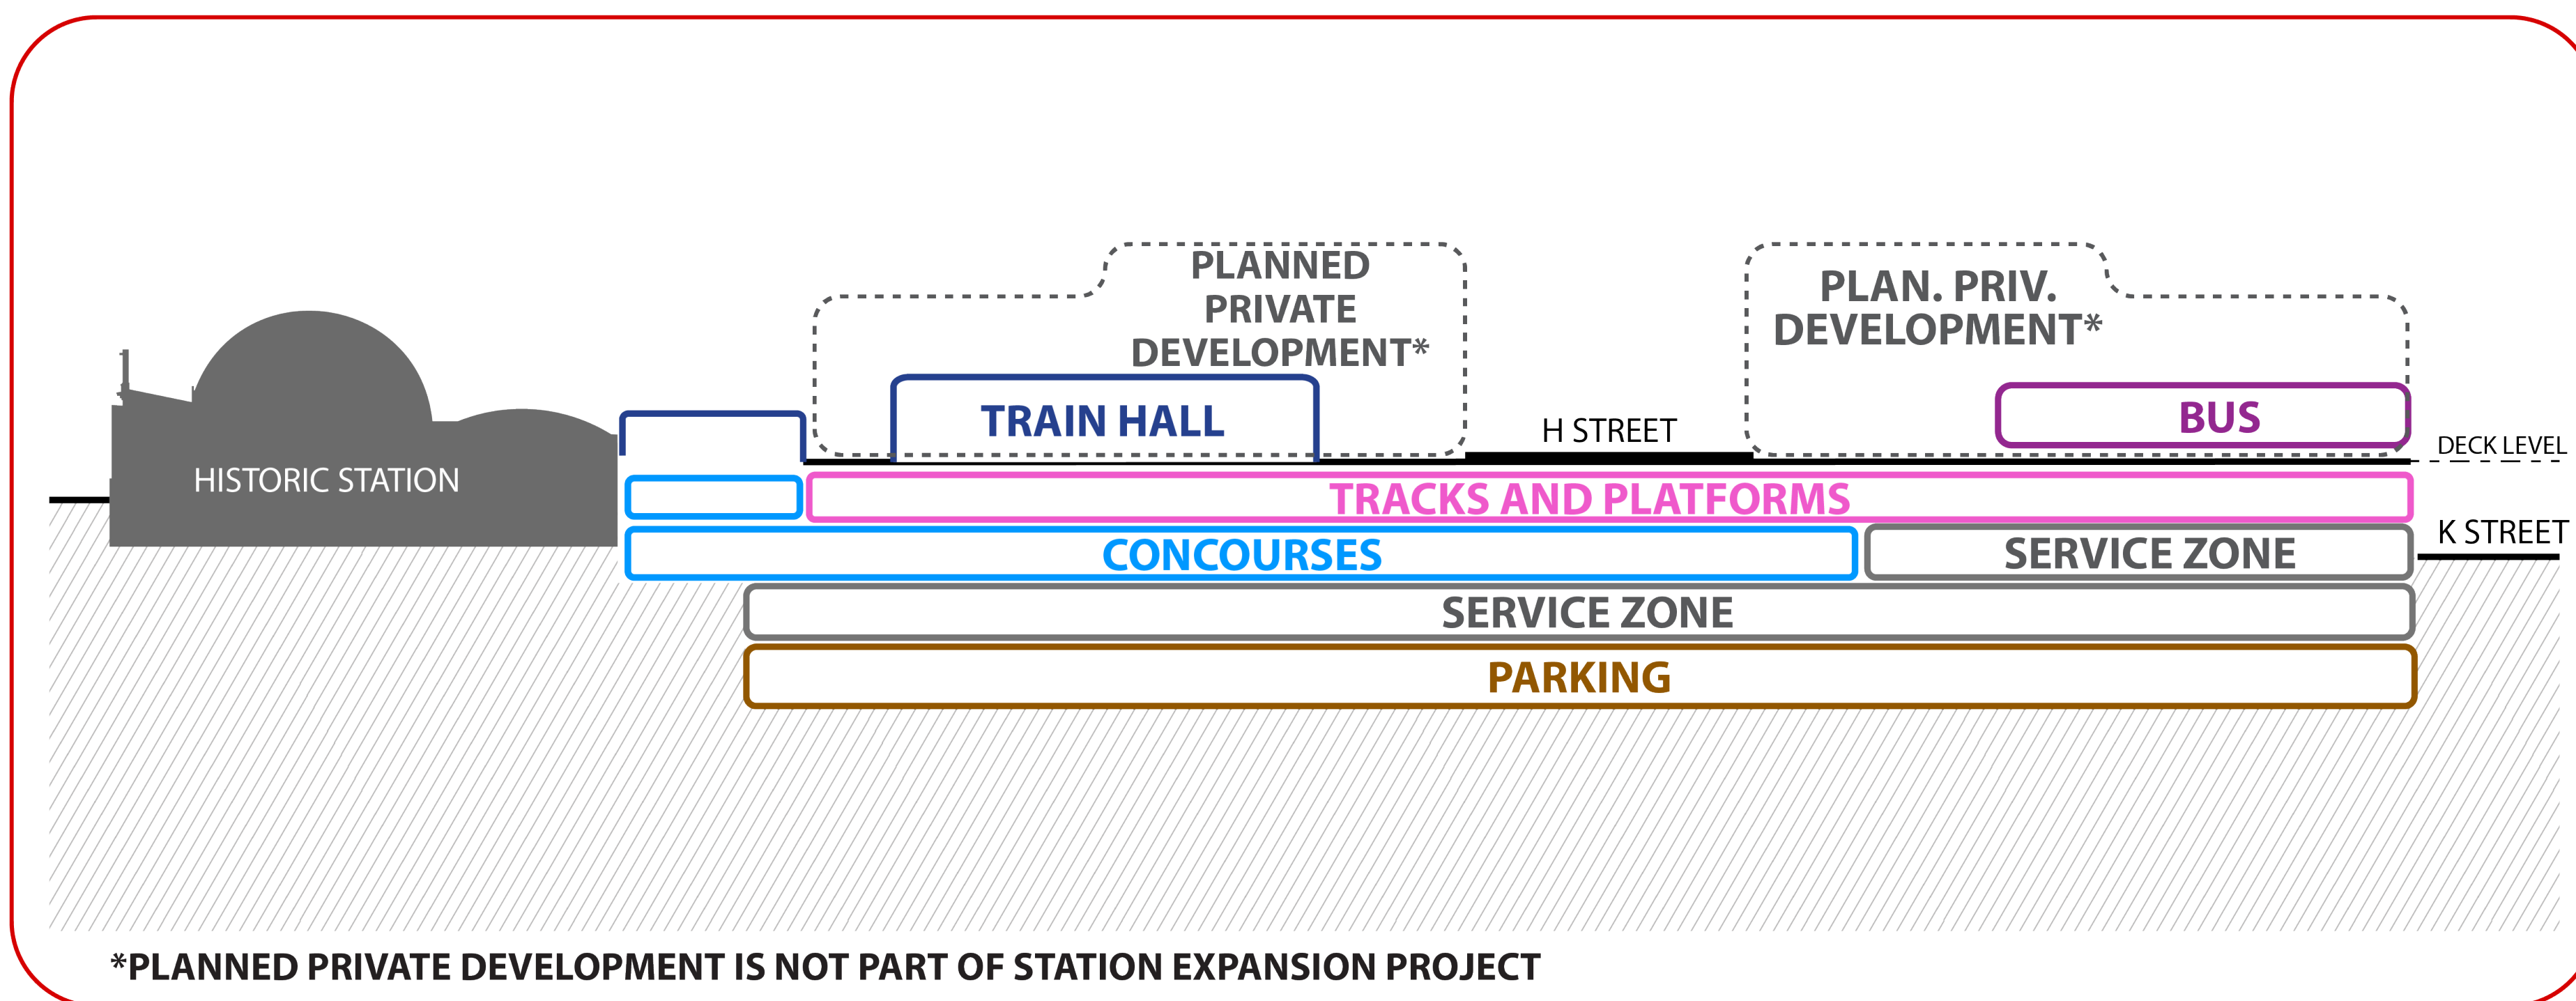 PLANNED
PRIVATE
DEVELOPMENT*
PLAN. PRIV.
DEVELOPMENT*
TRAIN HALL
H STREET
BUS
DECK LEVEL
HISTORIC STATION
TRACKS AND PLATFORMS
K STREET
CONCOURSES
SERVICE ZONE
SERVICE ZONE
PARKING
*PLANNED PRIVATE DEVELOPMENT IS NOT PART OF STATION EXPANSION PROJECT